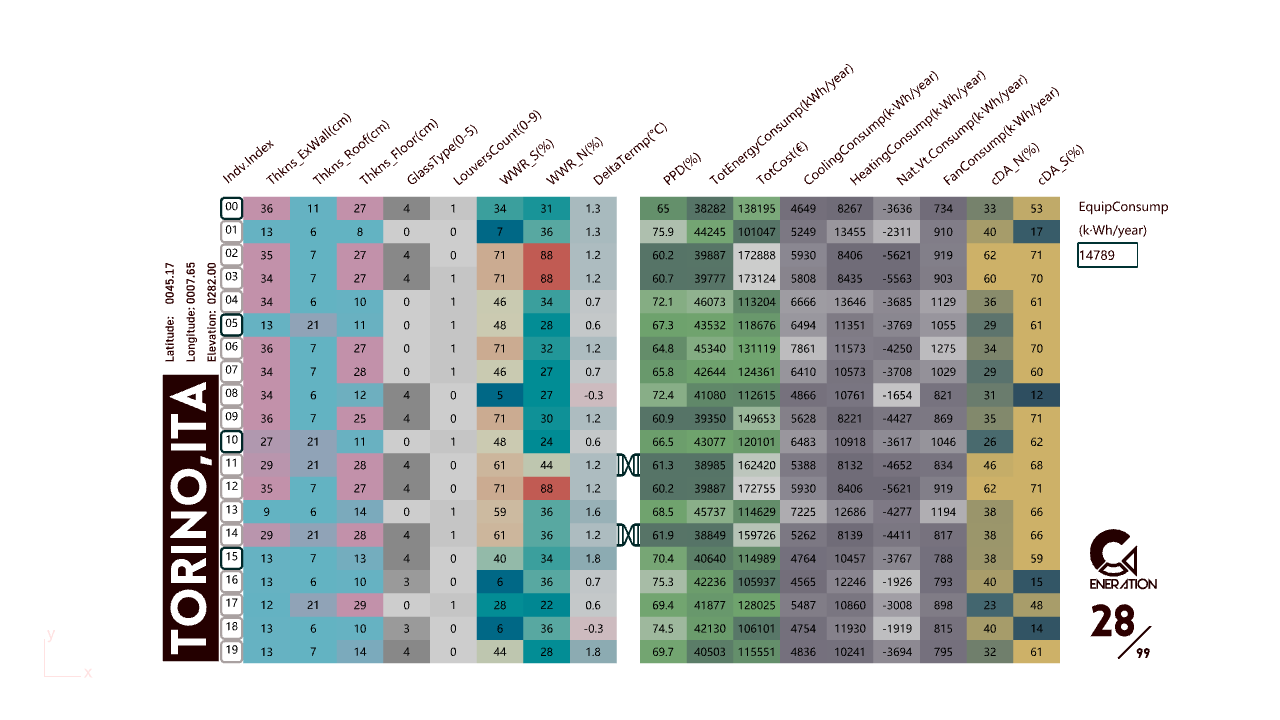 Indv.Index Thkns_ExWall(cm) Thkns_Roof(cm) Thkns_Floor(cm) GlassType(0-5) LouversCount(0-9) WWR_S(%) WWR_N(%) DeltaTermp(°C) PPD(%) TotEnergyConsump(kWh/year) TotCost(€) CoolingConsump(k·Wh/year) HeatingConsump(k·Wh/year) Nat.Vt.Consump(k·Wh/year) FanConsump(k·Wh/year) cDA_N(%) cDA_S(%)
00 36 11 27 4 1 34 31 1.3 65 38282 138195 4649 8267 -3636 734 33 53
01 13 6 8 0 0 7 36 1.3 75.9 44245 101047 5249 13455 -2311 910 40 17
02 35 7 27 4 0 71 88 1.2 60.2 39887 172888 5930 8406 -5621 919 62 71
03 34 7 27 4 1 71 88 1.2 60.7 39777 173124 5808 8435 -5563 903 60 70
04 34 6 10 0 1 46 34 0.7 72.1 46073 113204 6666 13646 -3685 1129 36 61
05 13 21 11 0 1 48 28 0.6 67.3 43532 118676 6494 11351 -3769 1055 29 61
06 36 7 27 0 1 71 32 1.2 64.8 45340 131119 7861 11573 -4250 1275 34 70
07 34 7 28 0 1 46 27 0.7 65.8 42644 124361 6410 10573 -3708 1029 29 60
08 34 6 12 4 0 5 27 -0.3 72.4 41080 112615 4866 10761 -1654 821 31 12
09 36 7 25 4 0 71 30 1.2 60.9 39350 149653 5628 8221 -4427 869 35 71
10 27 21 11 0 1 48 24 0.6 66.5 43077 120101 6483 10918 -3617 1046 26 62
11 29 21 28 4 0 61 44 1.2 61.3 38985 162420 5388 8132 -4652 834 46 68
12 35 7 27 4 0 71 88 1.2 60.2 39887 172755 5930 8406 -5621 919 62 71
13 9 6 14 0 1 59 36 1.6 68.5 45737 114629 7225 12686 -4277 1194 38 66
14 29 21 28 4 1 61 36 1.2 61.9 38849 159726 5262 8139 -4411 817 38 66
15 13 7 13 4 0 40 34 1.8 70.4 40640 114989 4764 10457 -3767 788 38 59
16 13 6 10 3 0 6 36 0.7 75.3 42236 105937 4565 12246 -1926 793 40 15
17 12 21 29 0 1 28 22 0.6 69.4 41877 128025 5487 10860 -3008 898 23 48
18 13 6 10 3 0 6 36 -0.3 74.5 42130 106101 4754 11930 -1919 815 40 14
19 13 7 14 4 0 44 28 1.8 69.7 40503 115551 4836 10241 -3694 795 32 61
EquipConsump
(k·Wh/year)
14789
Latitude: 0045.17
Longitude: 0007.65
Elevation: 0282.00
TORINO,ITA
ENERATION
28/99
y
x